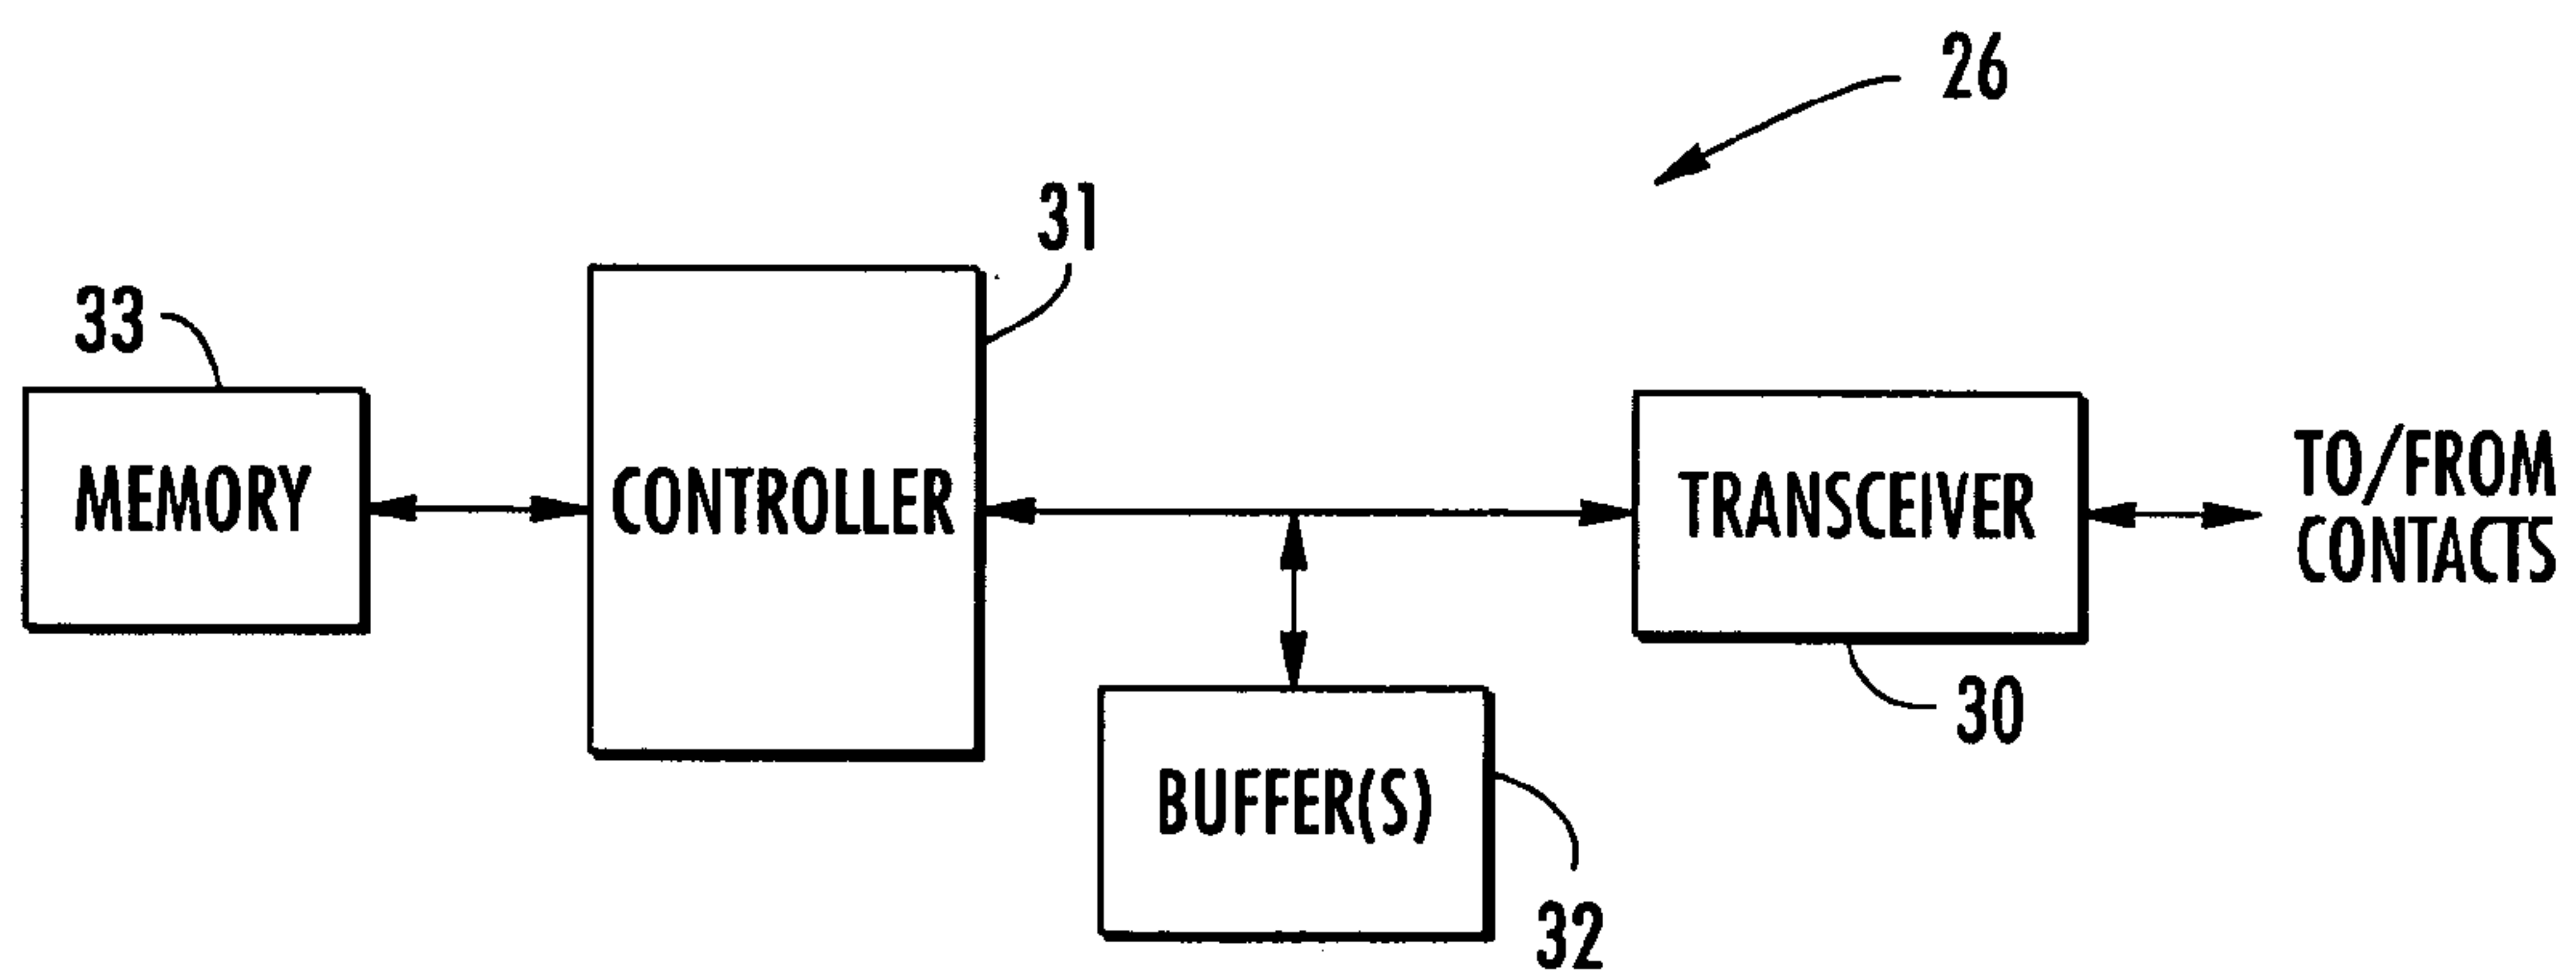 26
31
33
MEMORY
CONTROLLER
TRANSCEIVER
TO/FROM
CONTACTS
30
BUFFER(S)
32